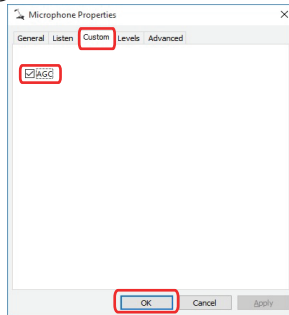 Microphone Properties
General Listen Custom Levels Advanced
AGC
OK Cancel Apply